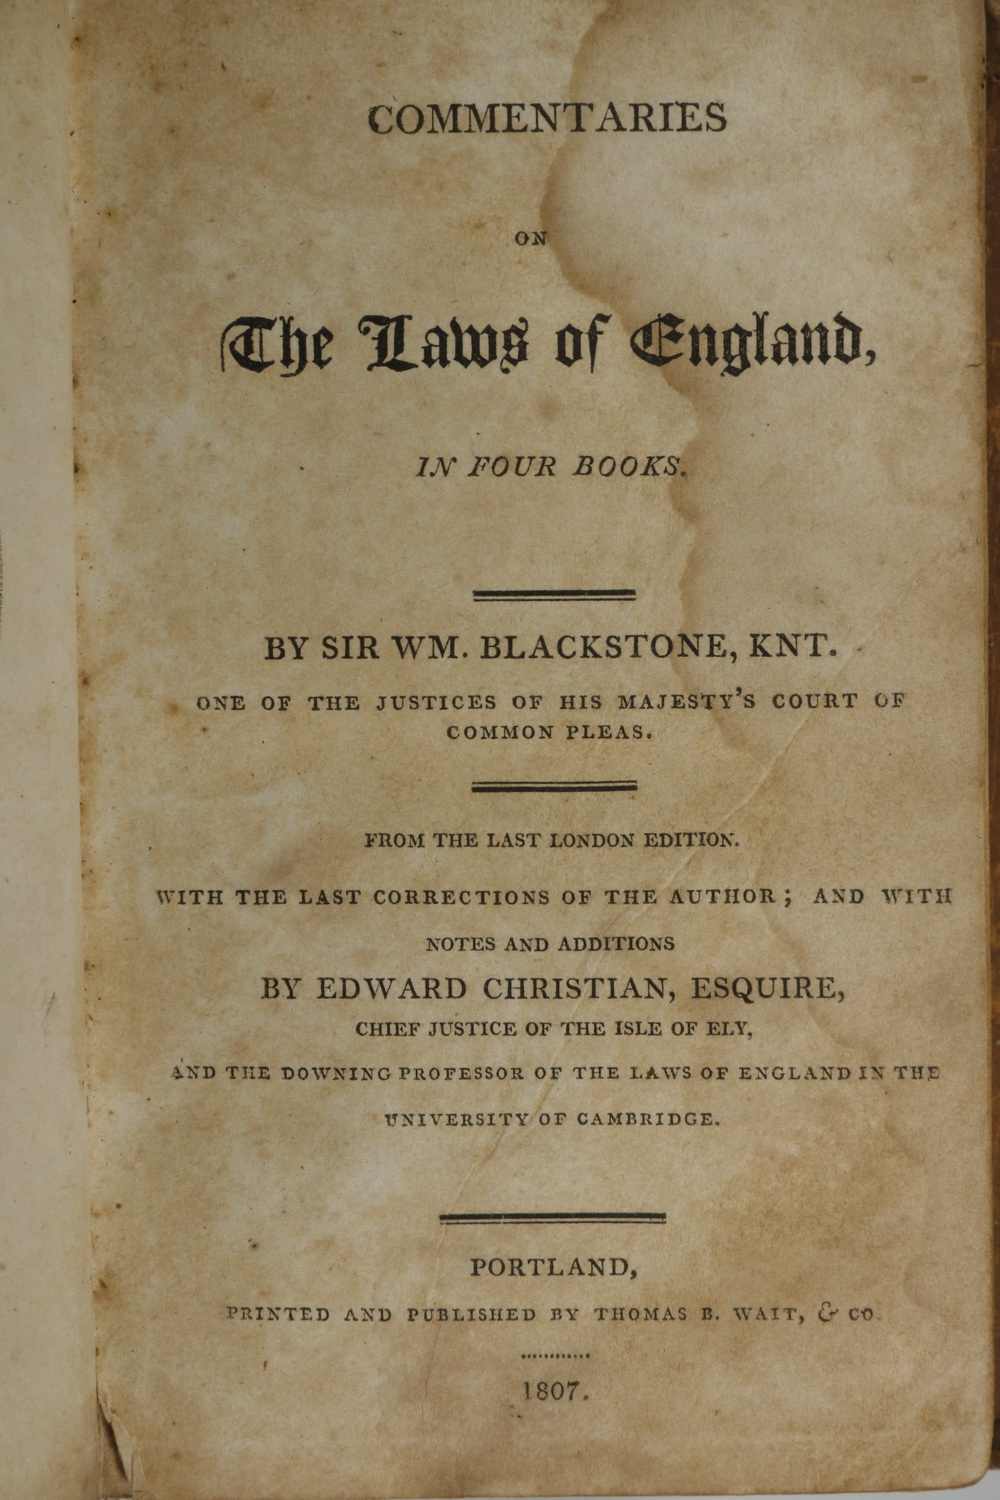 COMMENTARIES
ON
The Laws of England,
IN FOUR BOOKS.
BY SIR WM. BLACKSTONE, KNT.
ONE OF THE JUSTICES OF HIS MAJESTY'S COURT OF
COMMON PLEAS.
FROM THE LAST LONDON EDITION.
WITH THE LAST CORRECTIONS OF THE AUTHOR; AND WITH
NOTES AND ADDITIONS
BY EDWARD CHRISTIAN, ESQUIRE,
CHIEF JUSTICE OF THE ISLE OF ELY,
AND THE DOWNING PROFESSOR OF THE LAWS OF ENGLAND IN THE
UNIVERSITY OF CAMBRIDGE.
PORTLAND,
PRINTED AND PUBLISHED BY THOMAS B. WAIT, & CO.
1807.